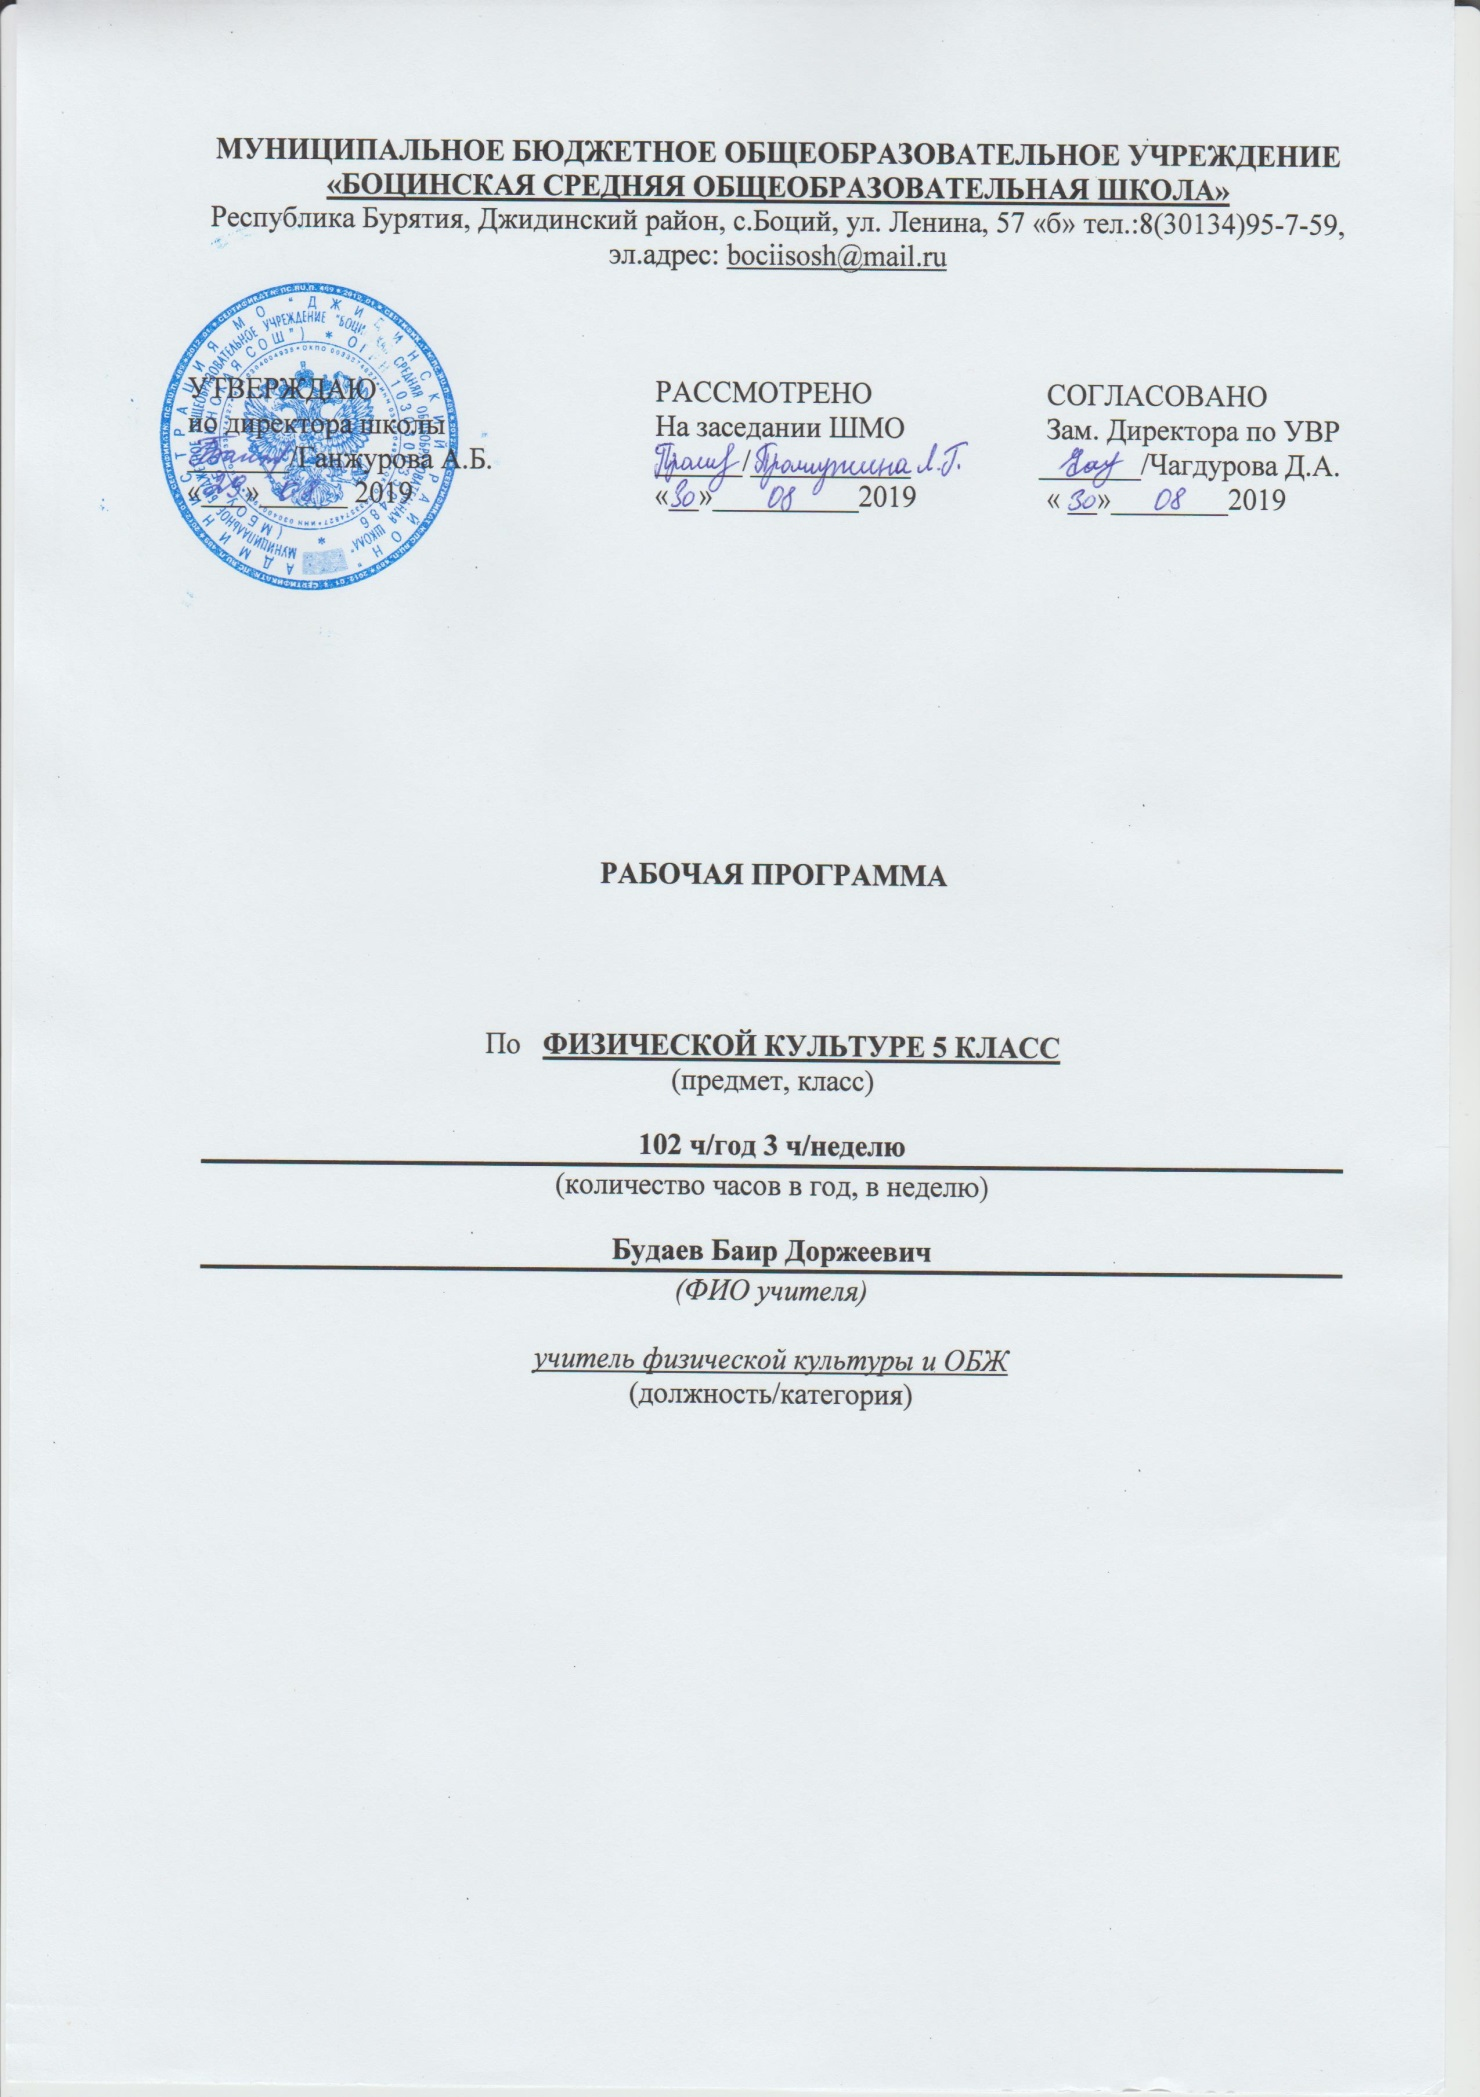 МУНИЦИПАЛЬНОЕ БЮДЖЕТНОЕ ОБЩЕОБРАЗОВАТЕЛЬНОЕ УЧРЕЖДЕНИЕ
«БОЦИНСКАЯ СРЕДНЯЯ ОБЩЕОБРАЗОВАТЕЛЬНАЯ ШКОЛА»
Республика Бурятия, Джидинский район, с.Боций, ул. Ленина, 57 «б» тел.:8(30134)95-7-59,
эл.адрес: bociisosh@mail.ru
УТВЕРЖДАЮ
ио директора школы
/Ганжурова А.Б.
«29» 08 2019
РАССМОТРЕНО
На заседании ШМО
/ Л.Г.
«30» 08 2019
СОГЛАСОВАНО
Зам. Директора по УВР
/Чагдурова Д.А.
«30» 08 2019
РАБОЧАЯ ПРОГРАММА
По ФИЗИЧЕСКОЙ КУЛЬТУРЕ 5 КЛАСС
(предмет, класс)
102 ч/год 3 ч/неделю
(количество часов в год, в неделю)
Будаев Баир Доржеевич
(ФИО учителя)
учитель физической культуры и ОБЖ
(должность/категория)